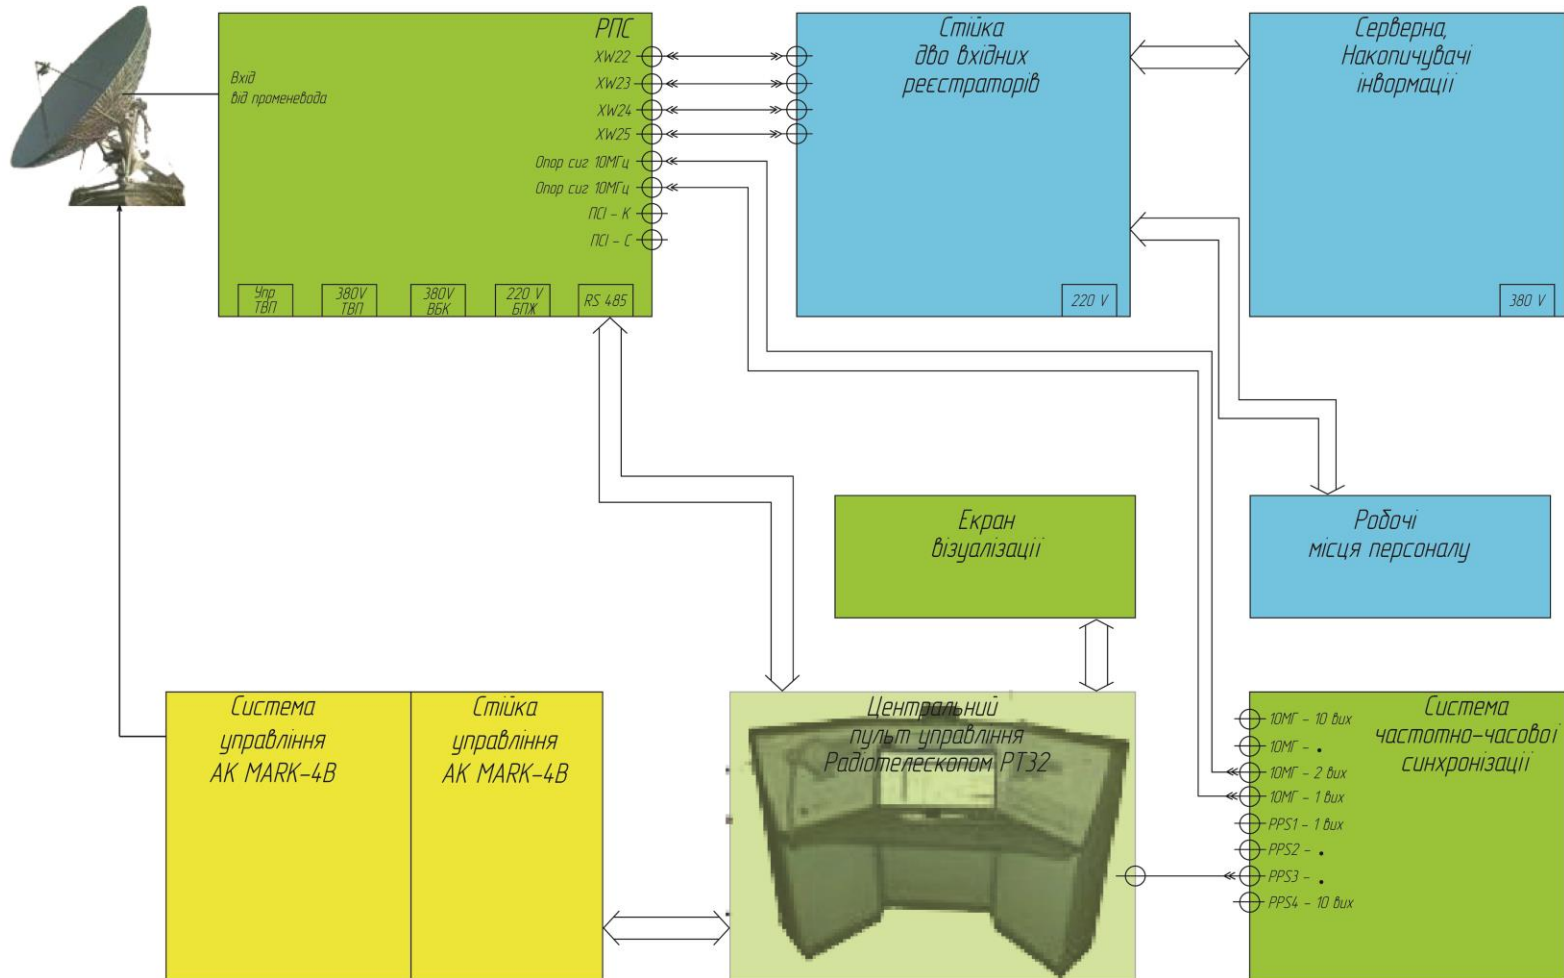 РПС
XW22
XW23
XW24
XW25
Опор сиг 10МГц
Опор сиг 10МГц
ПСІ - К
ПСІ - С
Вхід
від променевода
Упр
ТВП
380V
ТВП
380V
ВБК
220 V
БПЖ
RS 485
Стійка
дво вхідних
реєстраторів
220 V
Серверна,
Накопичувачі
інформації
380 V
Екран
візуалізації
Робочі
місця персоналу
Система
управління
АК MARK-4B
Стійка
управління
АК MARK-4B
Центральний
пульт управління
Радіотелескопом РТ32
Система
частотно-часової
синхронізації
10МГ - 10 вих
10МГ - .
10МГ - 2 вих
10МГ - 1 вих
PPS1 - 1 вих
PPS2 - .
PPS3 - .
PPS4 - 10 вих